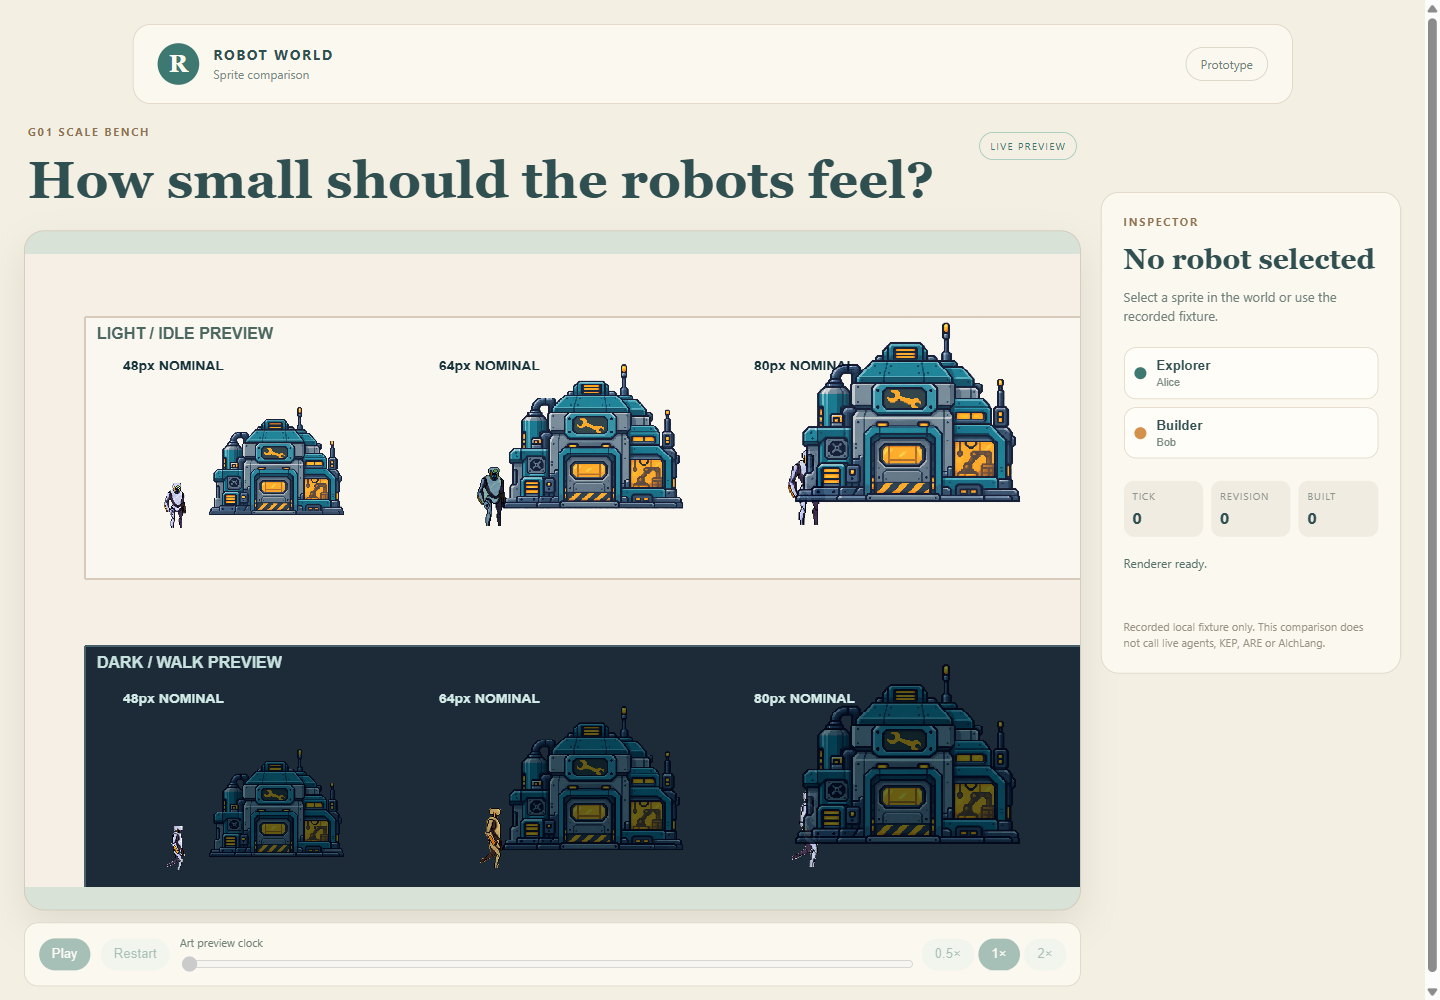 R
ROBOT WORLD
Sprite comparison
Prototype
G01 SCALE BENCH
LIVE PREVIEW
How small should the robots feel?
LIGHT / IDLE PREVIEW
48px NOMINAL
64px NOMINAL
80px NOMINAL
DARK / WALK PREVIEW
48px NOMINAL
64px NOMINAL
80px NOMINAL
Play
Restart
Art preview clock
0.5×
1×
2×
INSPECTOR
No robot selected
Select a sprite in the world or use the
recorded fixture.
Explorer
Alice
Builder
Bob
TICK
0
REVISION
0
BUILT
0
Renderer ready.
Recorded local fixture only. This comparison does
not call live agents, KEP, ARE or AlchLang.